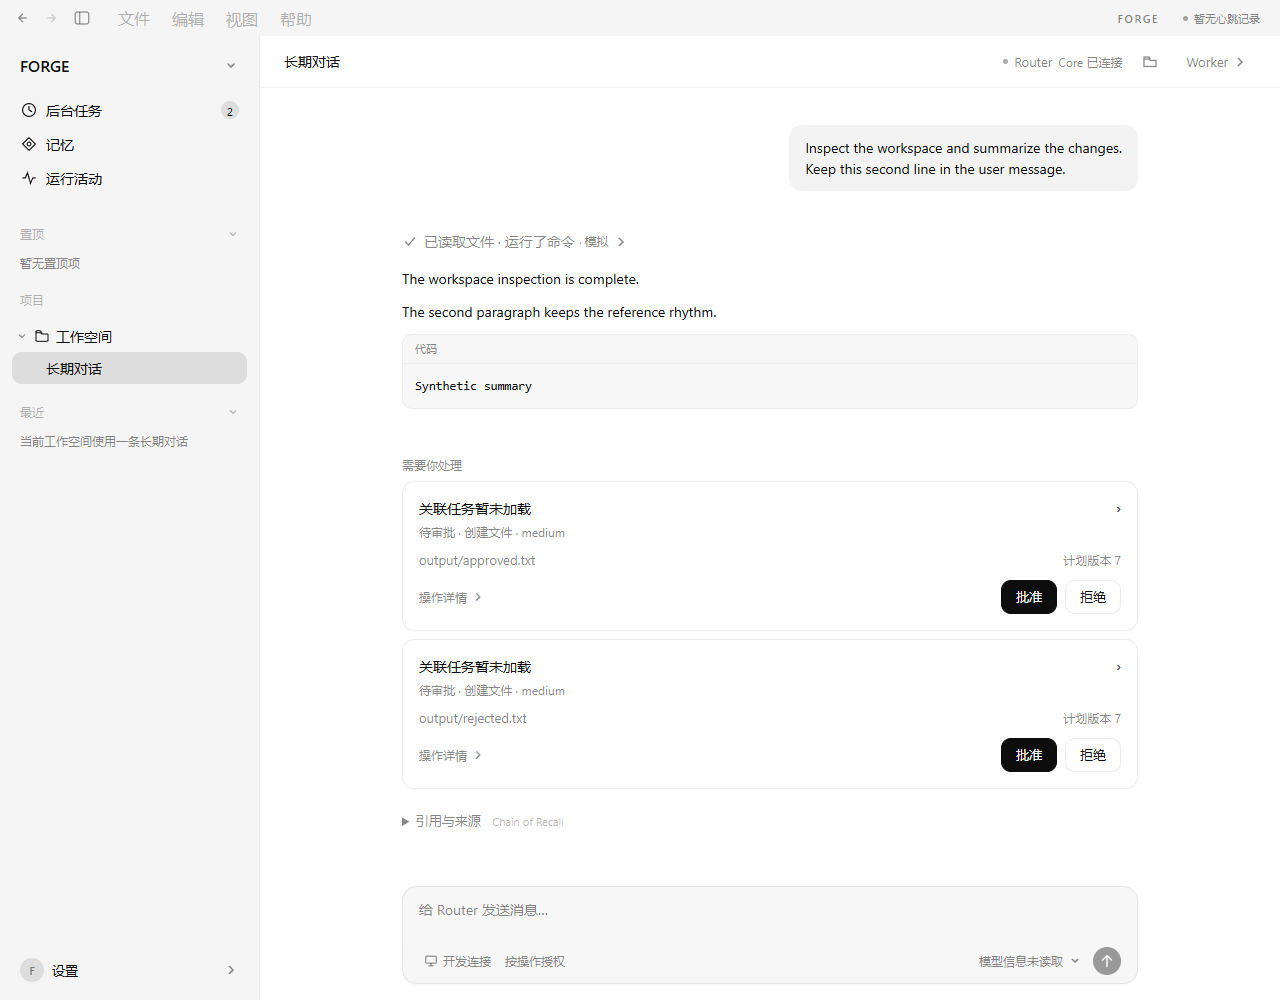 文件 编辑 视图 帮助
FORGE 暂无心跳记录
FORGE
后台任务 2
记忆
运行活动
置顶
暂无置顶项
项目
工作空间
长期对话
最近
当前工作空间使用一条长期对话
F 设置
长期对话
Router Core 已连接 Worker
Inspect the workspace and summarize the changes.
Keep this second line in the user message.
已读取文件 · 运行了命令 · 模拟
The workspace inspection is complete.
The second paragraph keeps the reference rhythm.
代码
Synthetic summary
需要你处理
关联任务暂未加载
待审批 · 创建文件 · medium
output/approved.txt 计划版本 7
操作详情 批准 拒绝
关联任务暂未加载
待审批 · 创建文件 · medium
output/rejected.txt 计划版本 7
操作详情 批准 拒绝
引用与来源 Chain of Recall
给 Router 发送消息...
开发连接 按操作授权 模型信息未读取